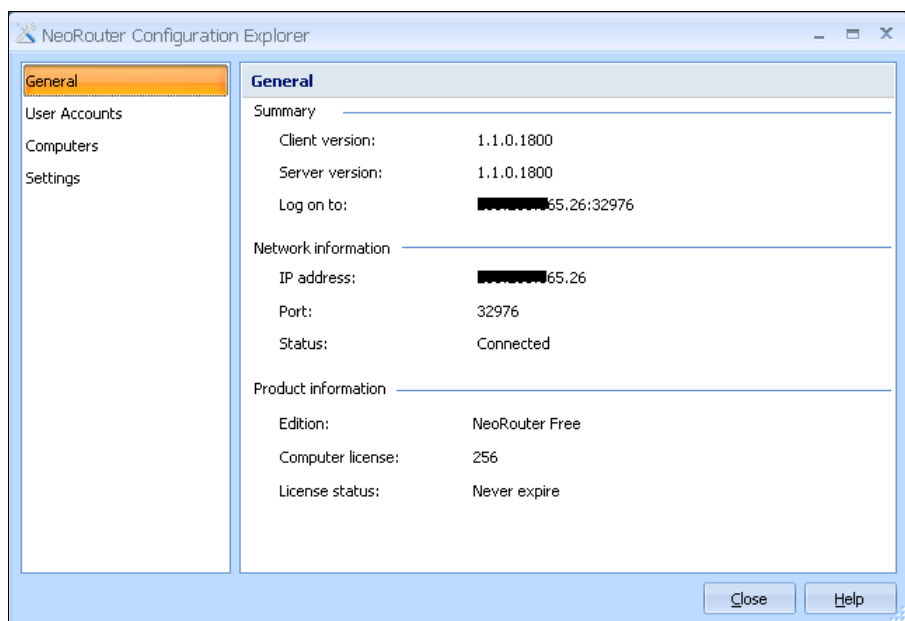 NeoRouter Configuration Explorer
General
User Accounts
Computers
Settings
General
Summary
Client version: 1.1.0.1800
Server version: 1.1.0.1800
Log on to: 65.26:32976
Network information
IP address: 65.26
Port: 32976
Status: Connected
Product information
Edition: NeoRouter Free
Computer license: 256
License status: Never expire
Close Help